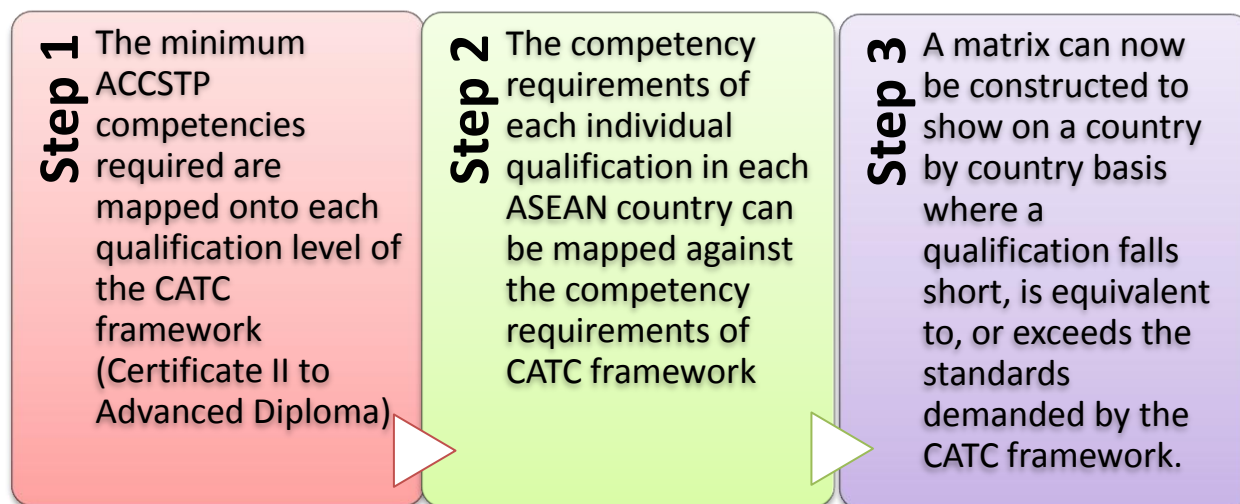 Step 1
The minimum
ACCSTP
competencies
required are
mapped onto each
qualification level of
the CATC
framework
(Certificate II to
Advanced Diploma)
Step 2
The competency
requirements of
each individual
qualification in each
ASEAN country can
be mapped against
the competency
requirements of
CATC framework
Step 3
A matrix can now
be constructed to
show on a country
by country basis
where a
qualification falls
short, is equivalent
to, or exceeds the
standards
demanded by the
CATC framework.